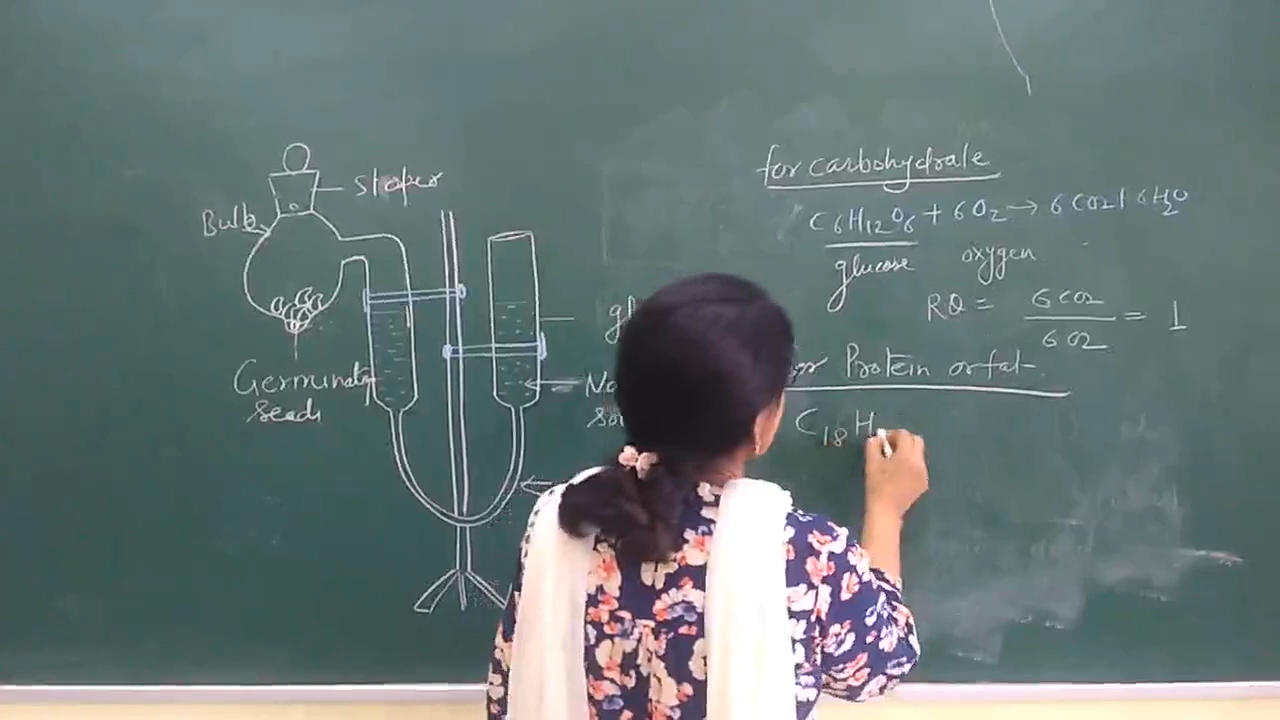 stoper
Bulb
Germinatg
seeds
for carbohydrate
C6H12O6 + 6O2 → 6CO2 + 6H2O
glucose oxygen
RQ = 6CO2 / 6O2 = 1
Protein or fat
C18H